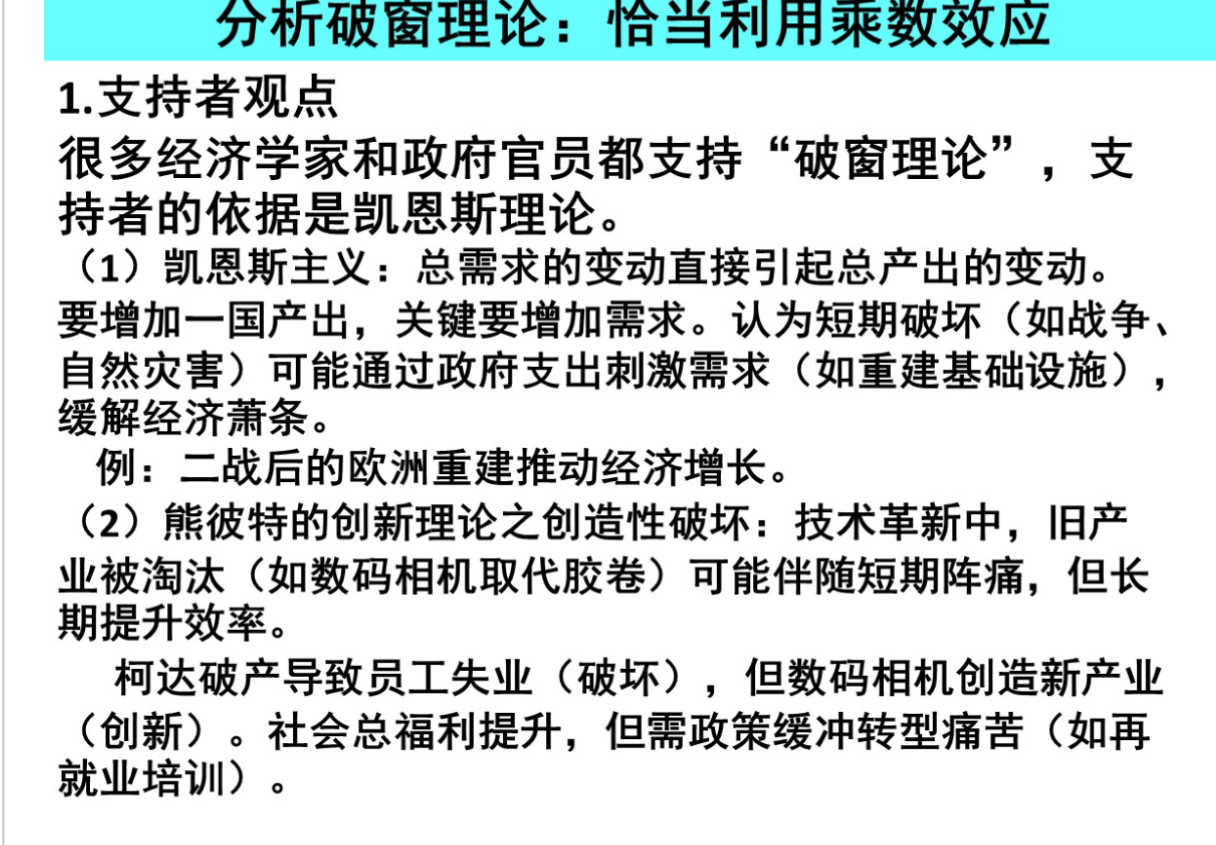 分析破窗理论：恰当利用乘数效应
1.支持者观点
很多经济学家和政府官员都支持“破窗理论”，支
持者的依据是凯恩斯理论。
（1）凯恩斯主义：总需求的变动直接引起总产出的变动。
要增加一国产出，关键要增加需求。认为短期破坏（如战争、
自然灾害）可能通过政府支出刺激需求（如重建基础设施），
缓解经济萧条。
例：二战后的欧洲重建推动经济增长。
（2）熊彼特的创新理论之创造性破坏：技术革新中，旧产
业被淘汰（如数码相机取代胶卷）可能伴随短期阵痛，但长
期提升效率。
柯达破产导致员工失业（破坏），但数码相机创造新产业
（创新）。社会总福利提升，但需政策缓冲转型痛苦（如再
就业培训）。